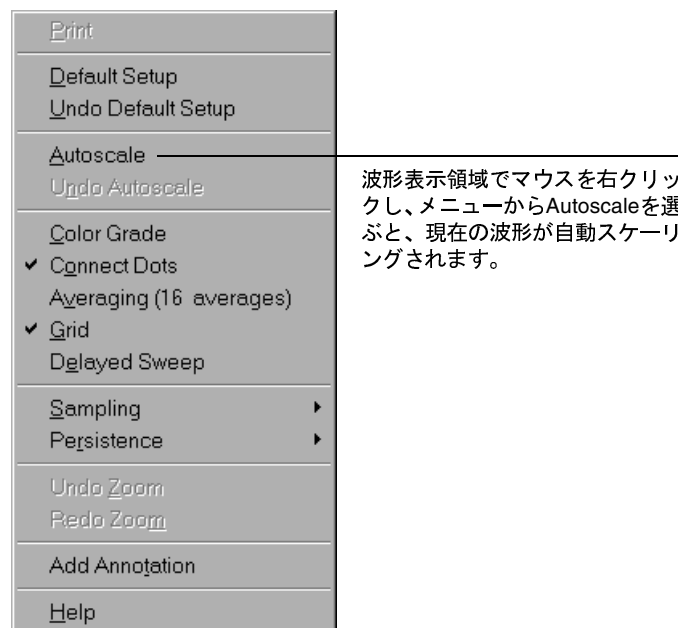 Print
Default Setup
Undo Default Setup
Autoscale
Undo Autoscale
波形表示領域でマウスを右クリッ
クし、メニューからAutoscaleを選
ぶと、現在の波形が自動スケーリ
ングされます。
Color Grade
Connect Dots
Averaging (16 averages)
Grid
Delayed Sweep
Sampling
Persistence
Undo Zoom
Redo Zoom
Add Annotation
Help